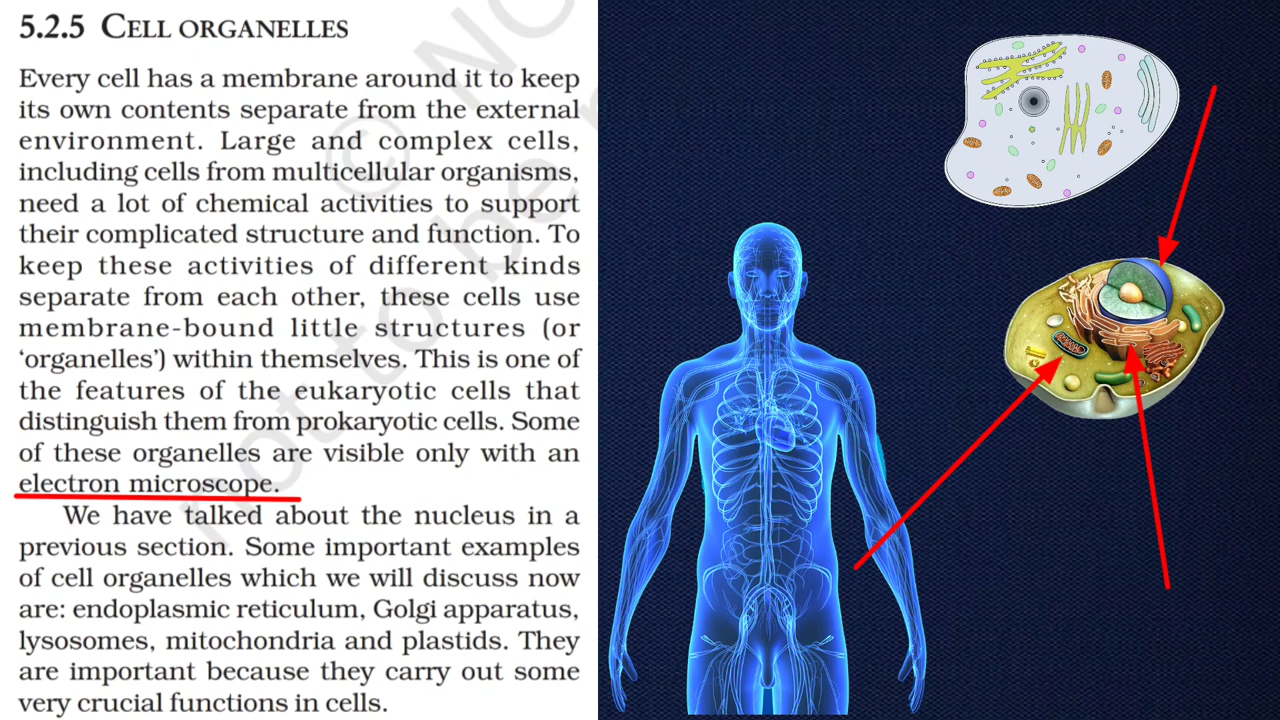 5.2.5 CELL ORGANELLES
Every cell has a membrane around it to keep
its own contents separate from the external
environment. Large and complex cells,
including cells from multicellular organisms,
need a lot of chemical activities to support
their complicated structure and function. To
keep these activities of different kinds
separate from each other, these cells use
membrane-bound little structures (or
‘organelles’) within themselves. This is one of
the features of the eukaryotic cells that
distinguish them from prokaryotic cells. Some
of these organelles are visible only with an
electron microscope.
We have talked about the nucleus in a
previous section. Some important examples
of cell organelles which we will discuss now
are: endoplasmic reticulum, Golgi apparatus,
lysosomes, mitochondria and plastids. They
are important because they carry out some
very crucial functions in cells.
© NC
not to be